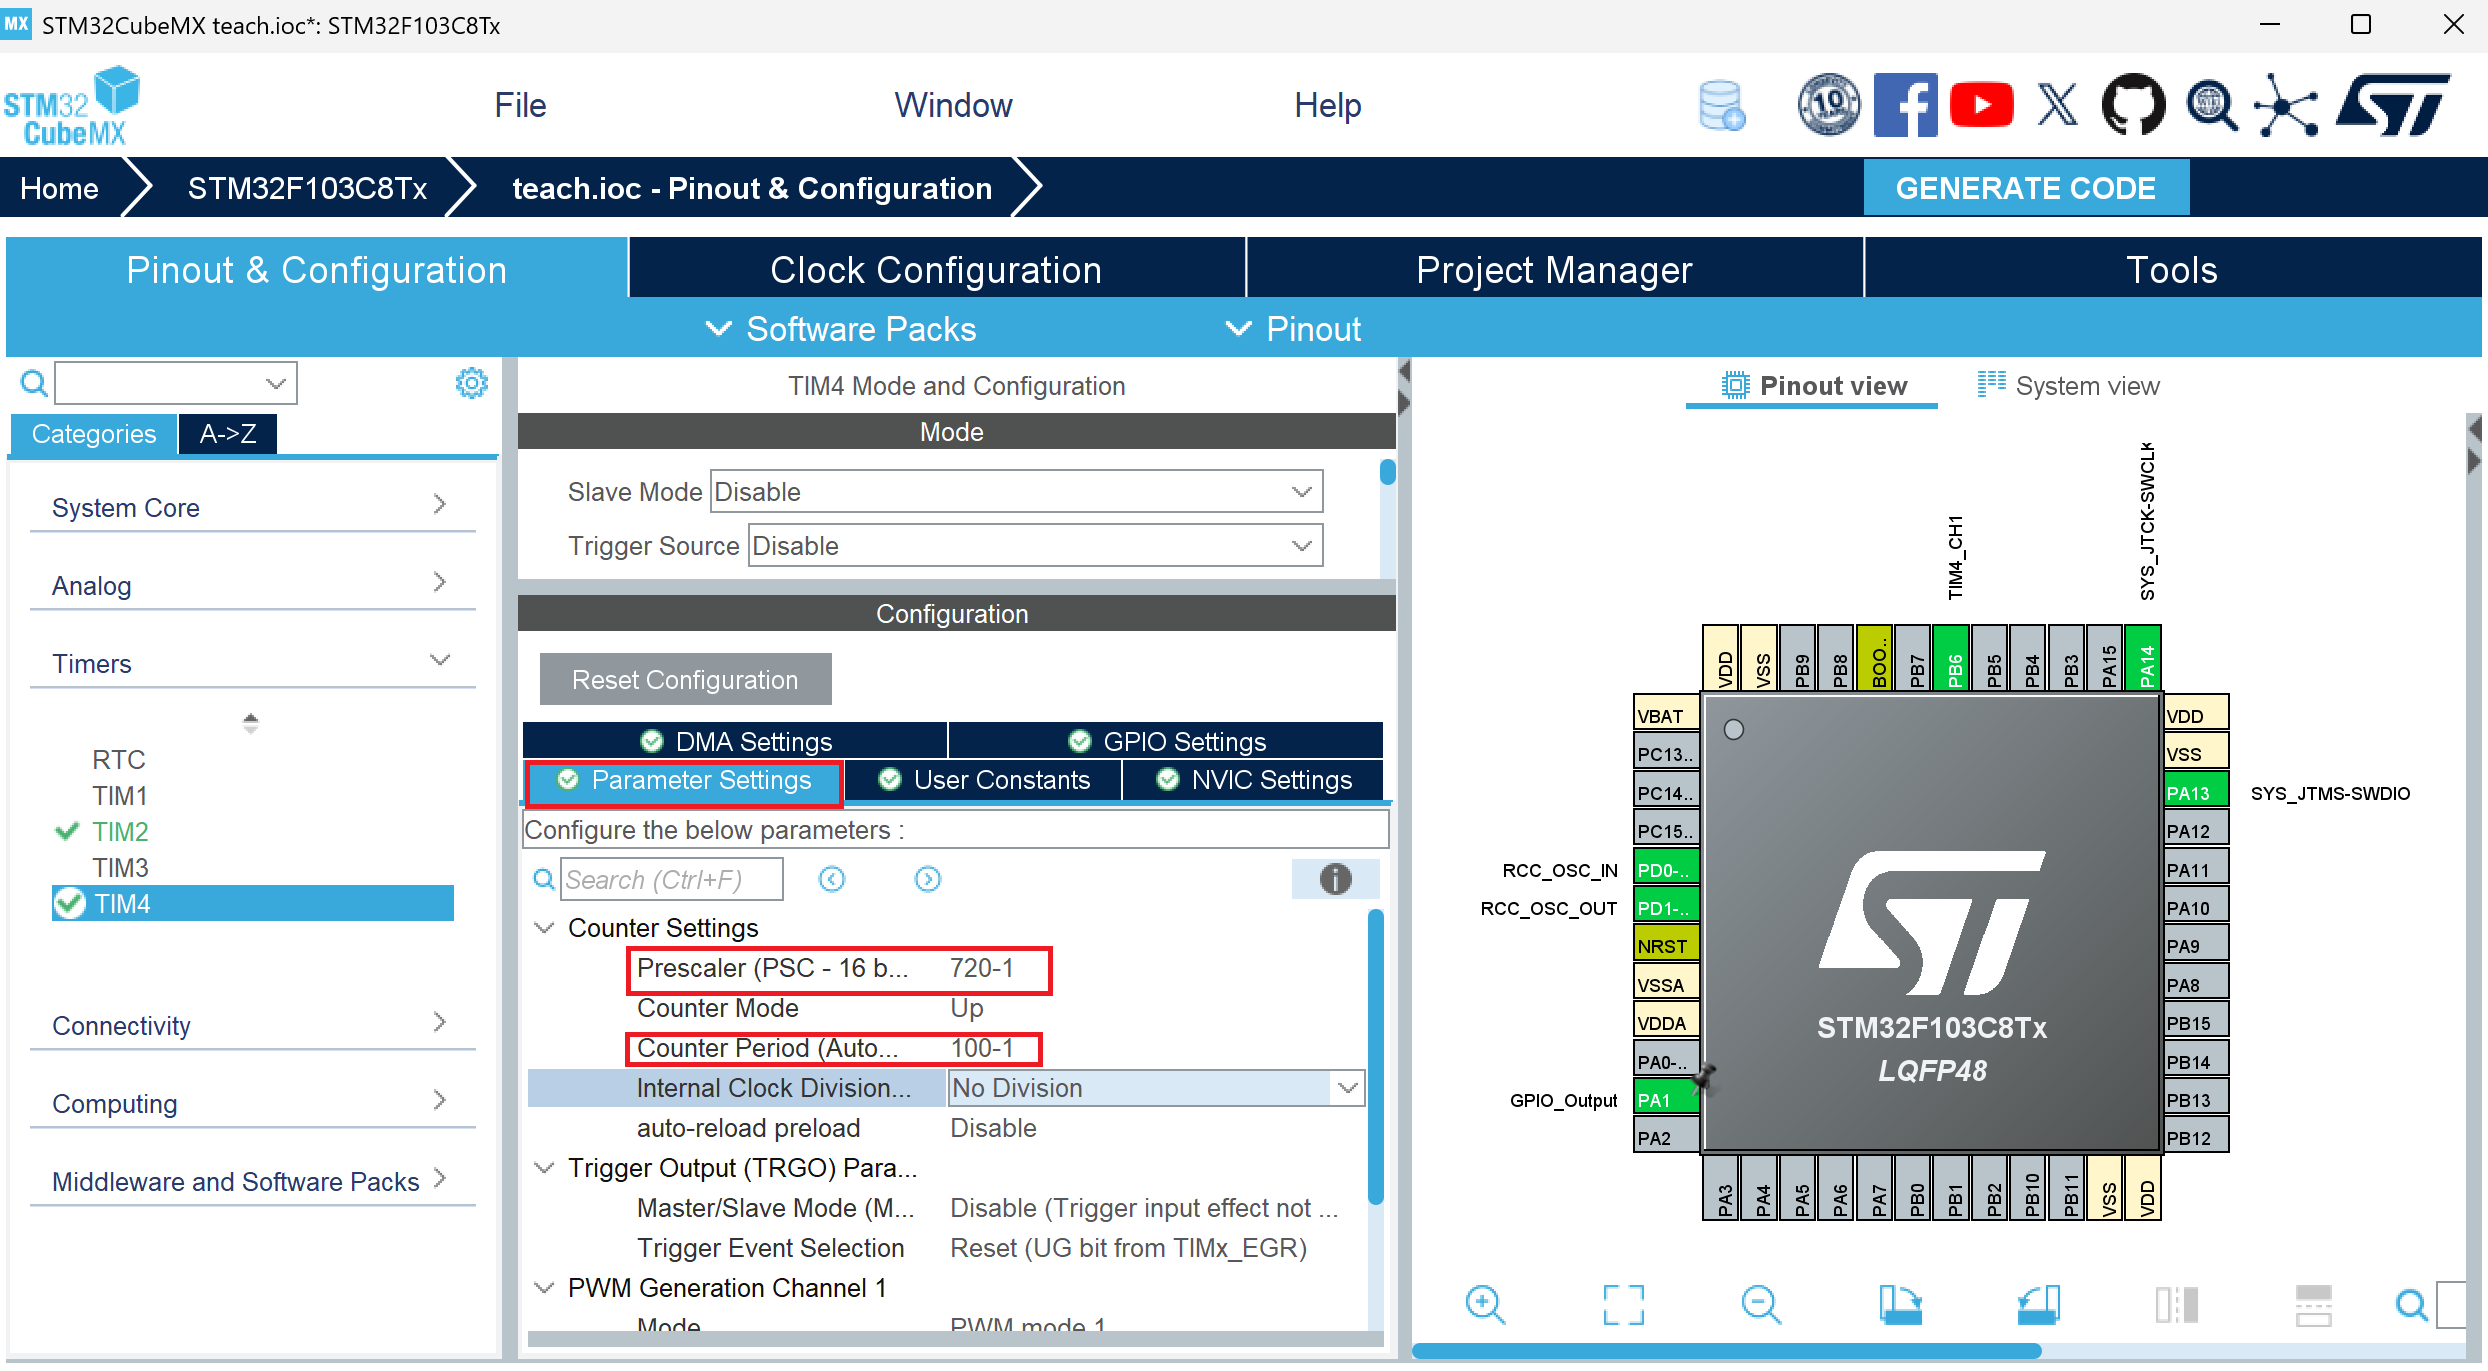 MX STM32CubeMX teach.ioc*: STM32F103C8Tx
STM32
CubeMX
File
Window
Help
10
Home
STM32F103C8Tx
teach.ioc - Pinout & Configuration
GENERATE CODE
Pinout & Configuration
Clock Configuration
Project Manager
Tools
Software Packs
Pinout
Categories
A->Z
System Core
Analog
Timers
RTC
TIM1
TIM2
TIM3
TIM4
Connectivity
Computing
Middleware and Software Packs
TIM4 Mode and Configuration
Mode
Slave Mode Disable
Trigger Source Disable
Configuration
Reset Configuration
DMA Settings
GPIO Settings
Parameter Settings
User Constants
NVIC Settings
Configure the below parameters :
Search (Ctrl+F)
Counter Settings
Prescaler (PSC - 16 b... 720-1
Counter Mode Up
Counter Period (Auto... 100-1
Internal Clock Division... No Division
auto-reload preload Disable
Trigger Output (TRGO) Para...
Master/Slave Mode (M... Disable (Trigger input effect not ...
Trigger Event Selection Reset (UG bit from TIMx_EGR)
PWM Generation Channel 1
Mode PWM mode 1
Pinout view
System view
TIM4_CH1
SYS_JTCK-SWCLK
VDD
VSS
PB9
PB8
BOO..
PB7
PB6
PB5
PB4
PB3
PA15
PA14
VBAT
PC13..
PC14..
PC15..
RCC_OSC_IN PD0-..
RCC_OSC_OUT PD1-..
NRST
VSSA
VDDA
PA0-..
GPIO_Output PA1
PA2
VDD
VSS
PA13 SYS_JTMS-SWDIO
PA12
PA11
PA10
PA9
PA8
PB15
PB14
PB13
PB12
ST
STM32F103C8Tx
LQFP48
PA3
PA4
PA5
PA6
PA7
PB0
PB1
PB2
PB10
PB11
VSS
VDD